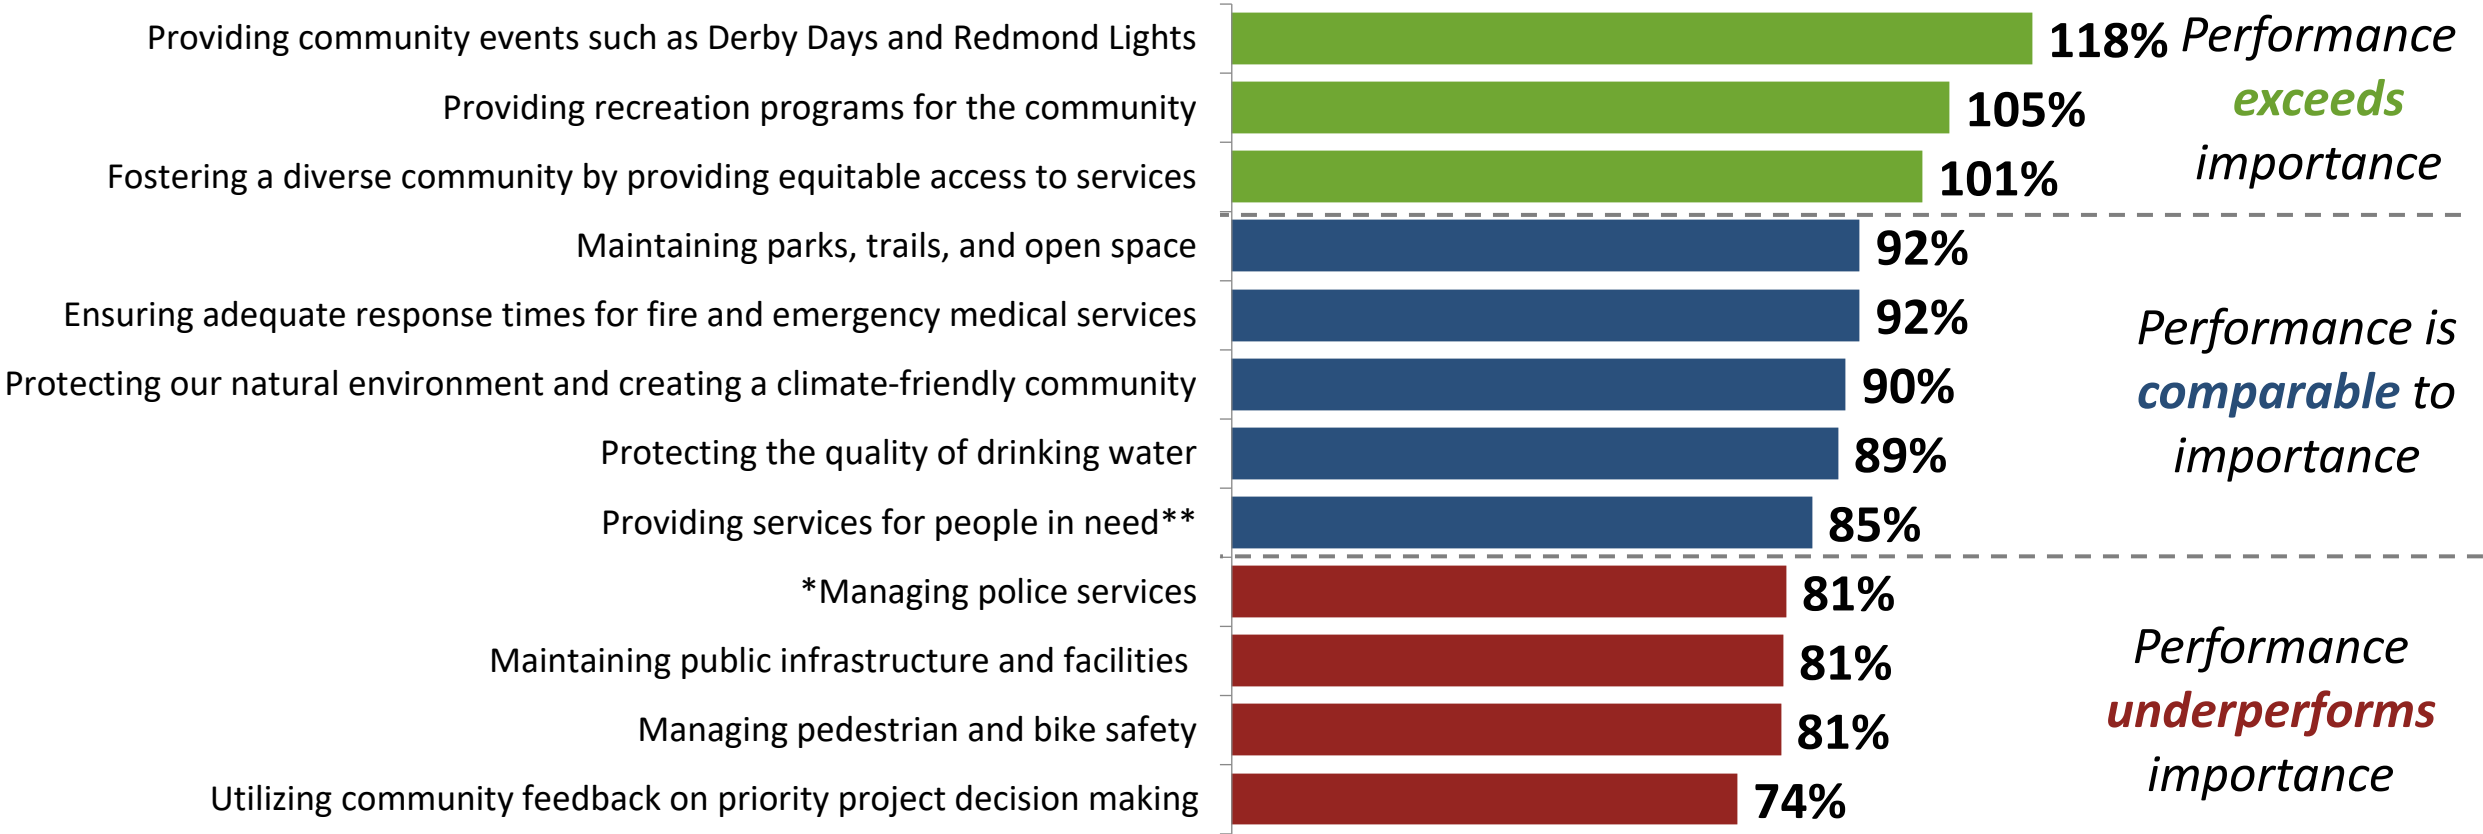 Providing community events such as Derby Days and Redmond Lights 118%
Providing recreation programs for the community 105%
Fostering a diverse community by providing equitable access to services 101%
Performance
exceeds
importance
Maintaining parks, trails, and open space 92%
Ensuring adequate response times for fire and emergency medical services 92%
Protecting our natural environment and creating a climate-friendly community 90%
Protecting the quality of drinking water 89%
Providing services for people in need** 85%
Performance is
comparable to
importance
*Managing police services 81%
Maintaining public infrastructure and facilities 81%
Managing pedestrian and bike safety 81%
Utilizing community feedback on priority project decision making 74%
Performance
underperforms
importance